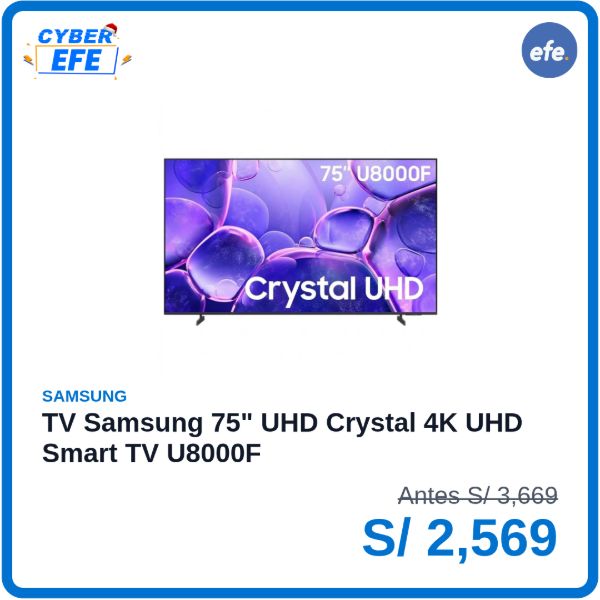 CYBER
EFE
efe.
75" U8000F
Crystal UHD
SAMSUNG
TV Samsung 75" UHD Crystal 4K UHD
Smart TV U8000F
Antes S/ 3,669
S/ 2,569